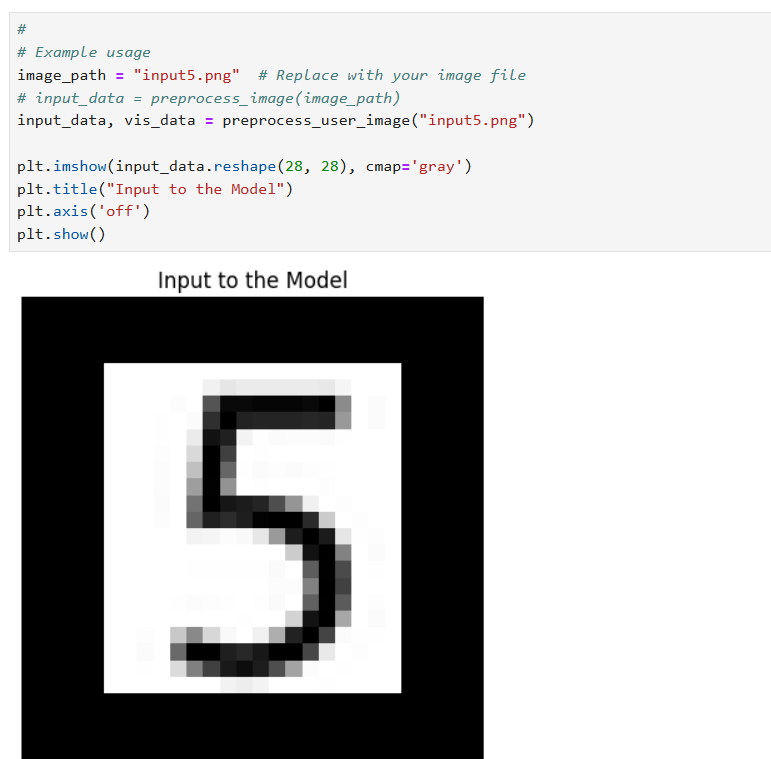 #
# Example usage
image_path = "input5.png"  # Replace with your image file
# input_data = preprocess_image(image_path)
input_data, vis_data = preprocess_user_image("input5.png")
plt.imshow(input_data.reshape(28, 28), cmap='gray')
plt.title("Input to the Model")
plt.axis('off')
plt.show()
Input to the Model
5